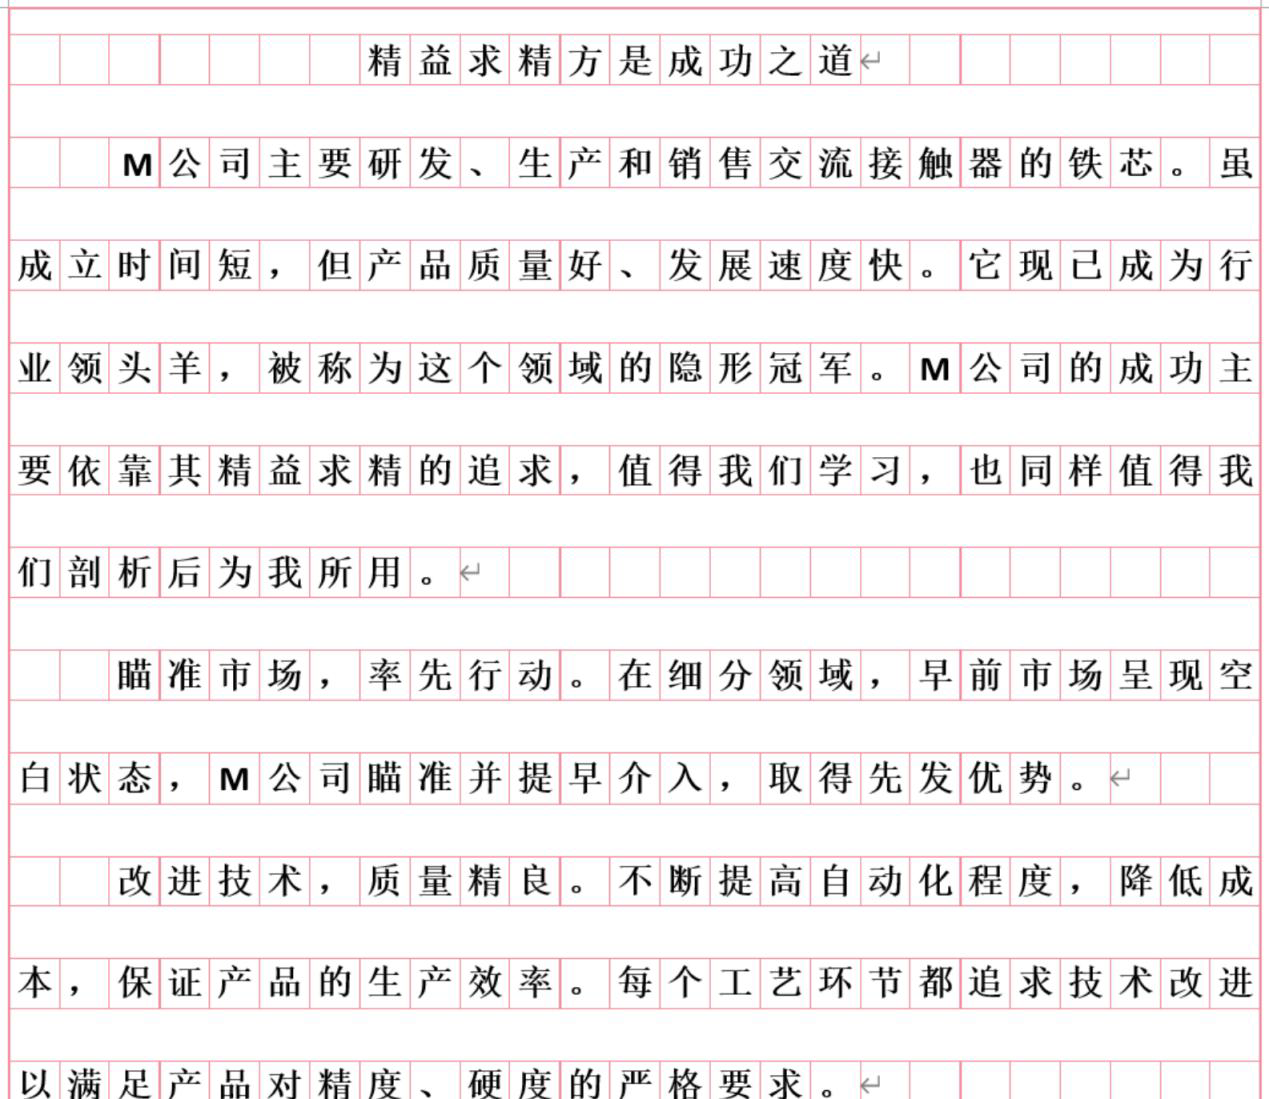 精益求精方是成功之道
M公司主要研发、生产和销售交流接触器的铁芯。虽
成立时间短，但产品质量好、发展速度快。它现已成为行
业领头羊，被称为这个领域的隐形冠军。M公司的成功主
要依靠其精益求精的追求，值得我们学习，也同样值得我
们剖析后为我所用。
瞄准市场，率先行动。在细分领域，早前市场呈现空
白状态，M公司瞄准并提早介入，取得先发优势。
改进技术，质量精良。不断提高自动化程度，降低成
本，保证产品的生产效率。每个工艺环节都追求技术改进
以满足产品对精度、硬度的严格要求。